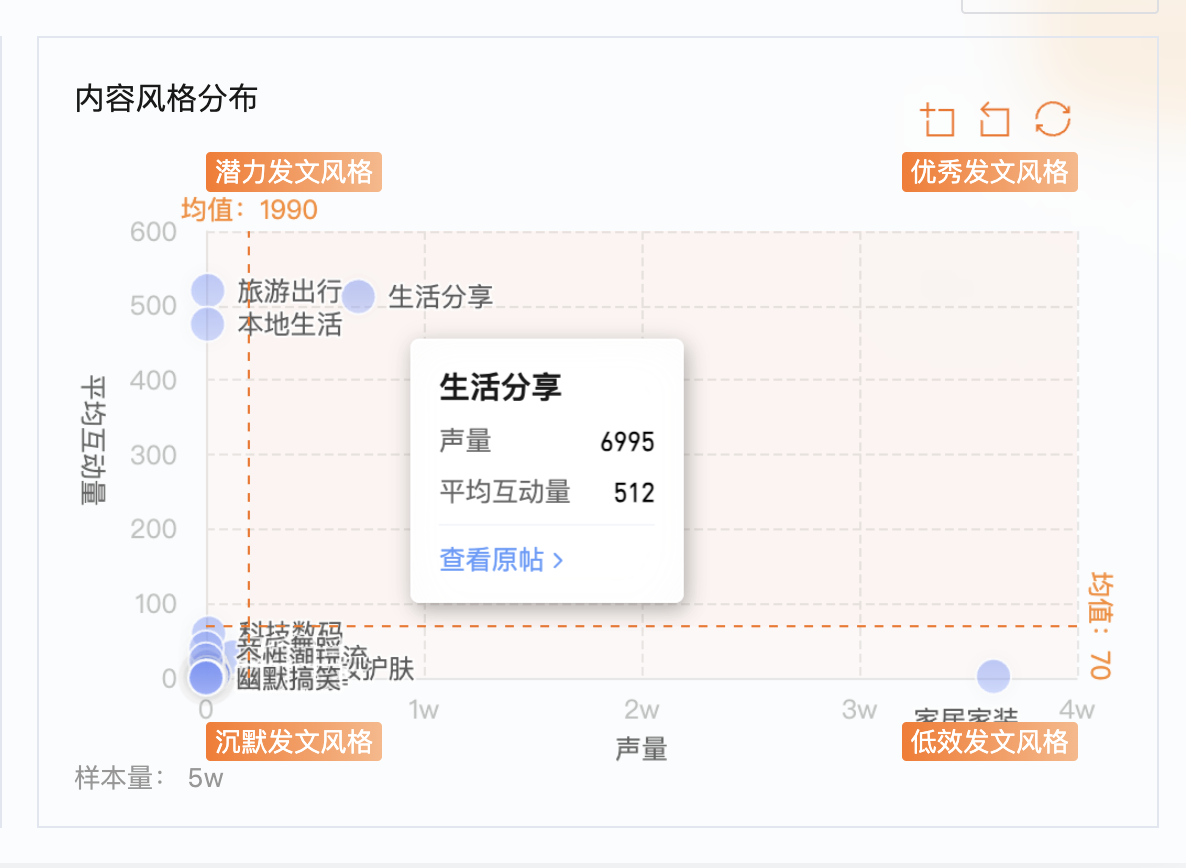 内容风格分布
潜力发文风格
优秀发文风格
均值：1990
600
旅游出行
生活分享
500
本地生活
生活分享
400
声量 6995
300
平均互动量 512
200
查看原帖 >
100
科技数码
幽默搞笑
护肤
0
平均互动量
均值：70
0 1w 2w 3w 4w
家居家装
沉默发文风格
低效发文风格
声量
样本量： 5w